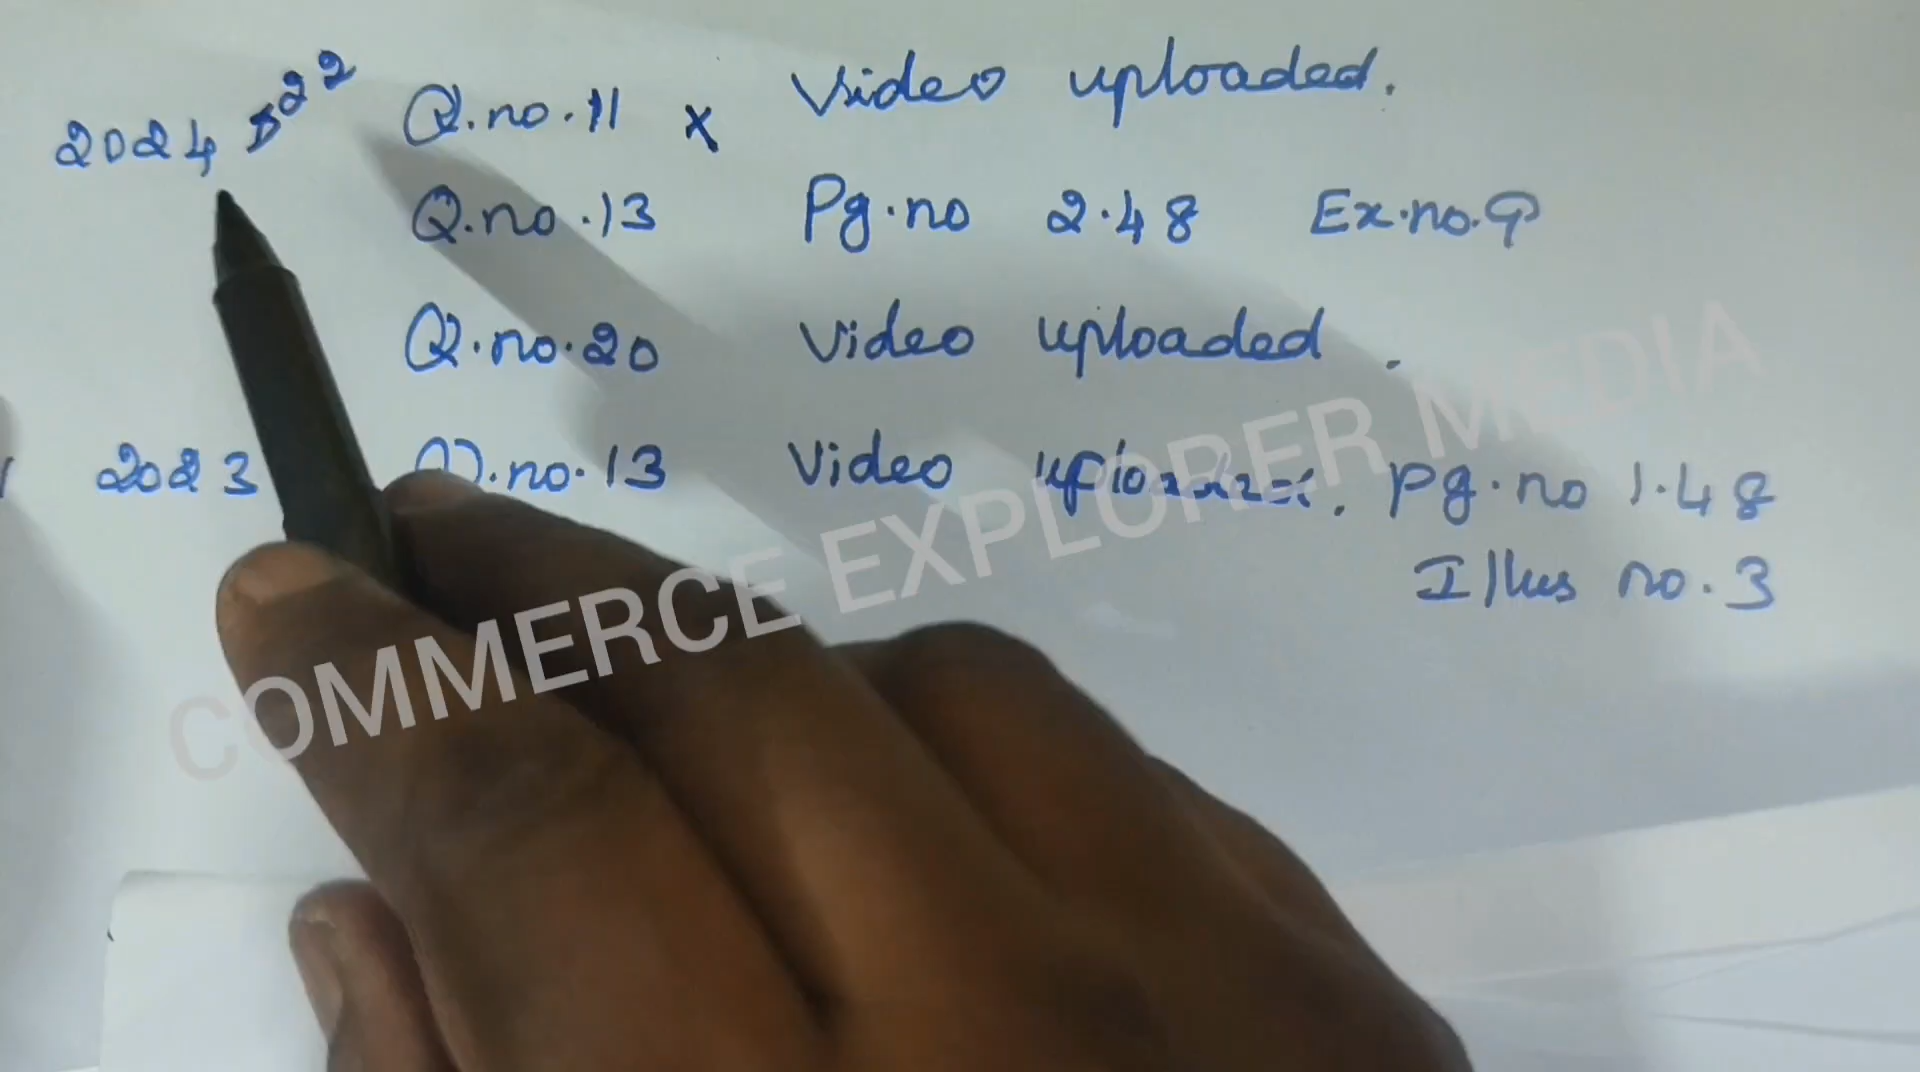 2024 Q.no.11 x Video uploaded.
Q.no.13 Pg.no 2.48 Ex.no.9
Q.no.20 Video uploaded.
2023 Q.no.13 Video uploaded. Pg.no 1.48
Illus no.3
COMMERCE EXPLORER MEDIA